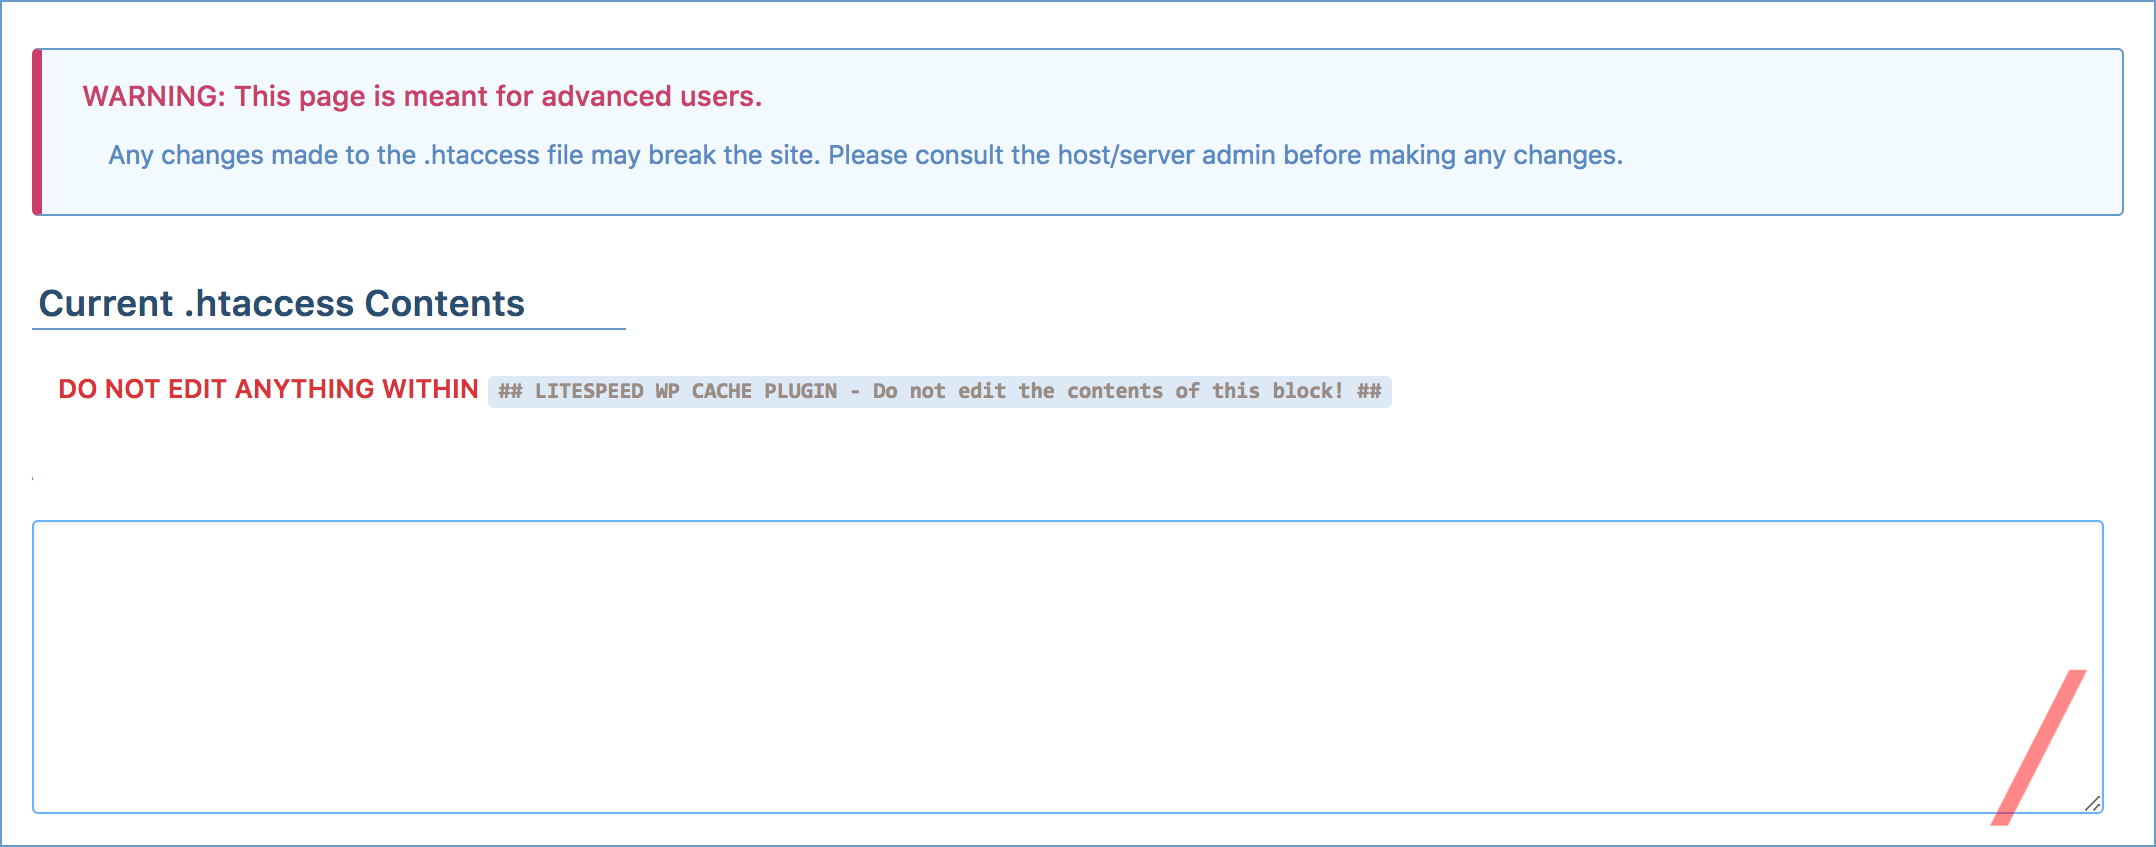 WARNING: This page is meant for advanced users.
Any changes made to the .htaccess file may break the site. Please consult the host/server admin before making any changes.
Current .htaccess Contents
DO NOT EDIT ANYTHING WITHIN ## LITESPEED WP CACHE PLUGIN - Do not edit the contents of this block! ##